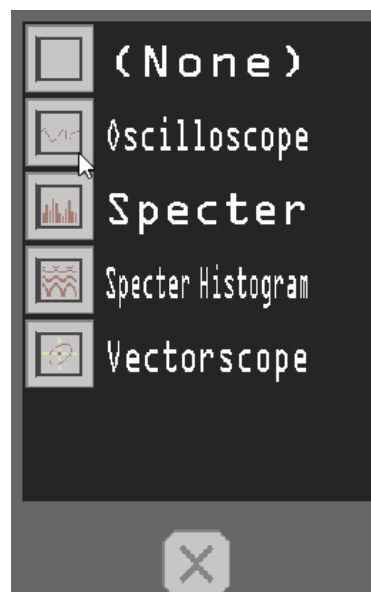 (None)
Oscilloscope
Specter
Specter Histogram
Vectorscope